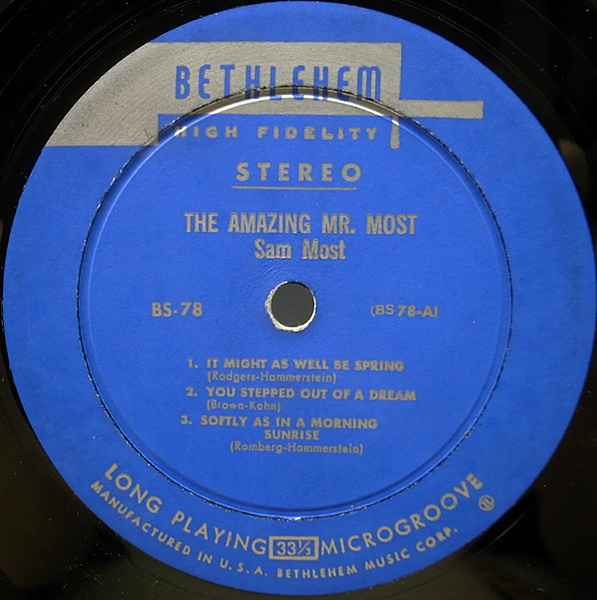 BETHLEHEM
HIGH FIDELITY
STEREO
THE AMAZING MR. MOST
Sam Most
BS-78
(BS 78-A)
1. IT MIGHT AS WELL BE SPRING
(Rodgers-Hammerstein)
2. YOU STEPPED OUT OF A DREAM
(Brown-Kahn)
3. SOFTLY AS IN A MORNING
SUNRISE
(Romberg-Hammerstein)
LONG PLAYING 33⅓ MICROGROOVE
MANUFACTURED IN U.S.A. BETHLEHEM MUSIC CORP.